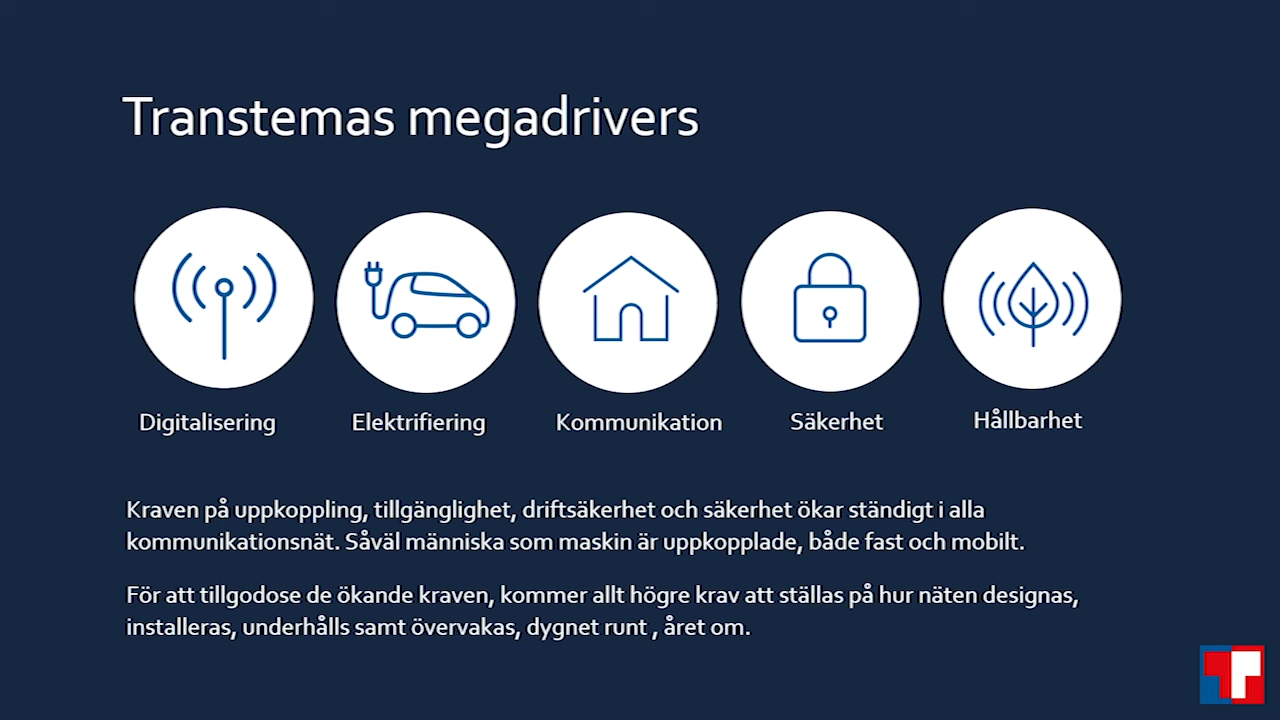 Transtemas megadrivers
Digitalisering
Elektrifiering
Kommunikation
Säkerhet
Hållbarhet
Kraven på uppkoppling, tillgänglighet, driftsäkerhet och säkerhet ökar ständigt i alla
kommunikationsnät. Såväl människa som maskin är uppkopplade, både fast och mobilt.
För att tillgodose de ökande kraven, kommer allt högre krav att ställas på hur näten designas,
installeras, underhålls samt övervakas, dygnet runt , året om.